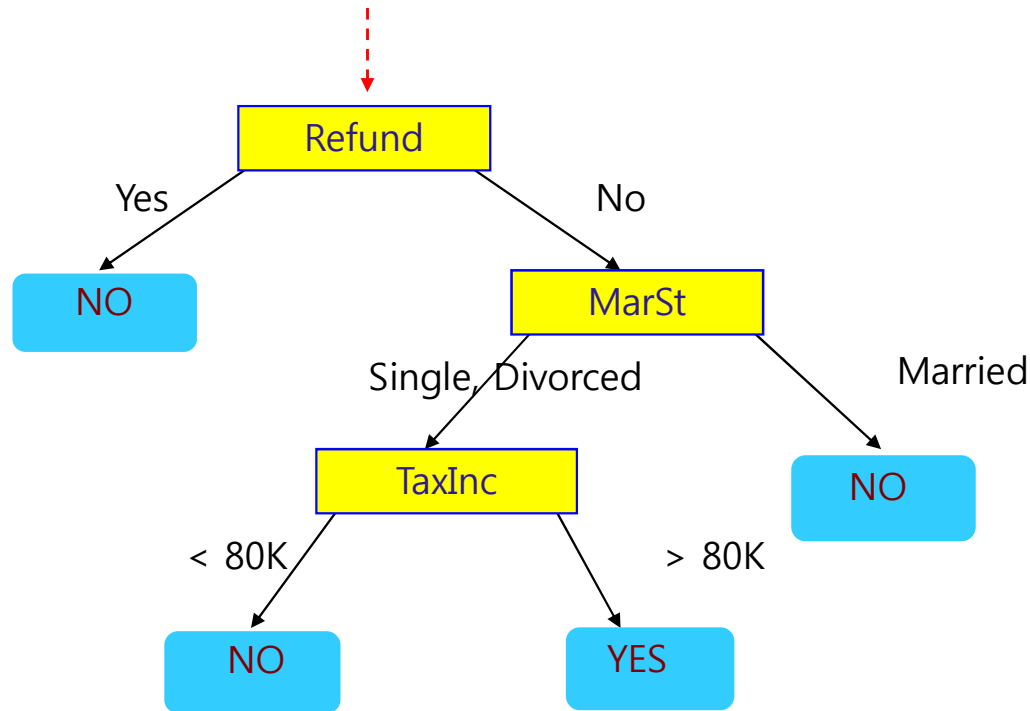 Refund
Yes
No
NO
MarSt
Single, Divorced
Married
TaxInc
NO
< 80K
> 80K
NO
YES